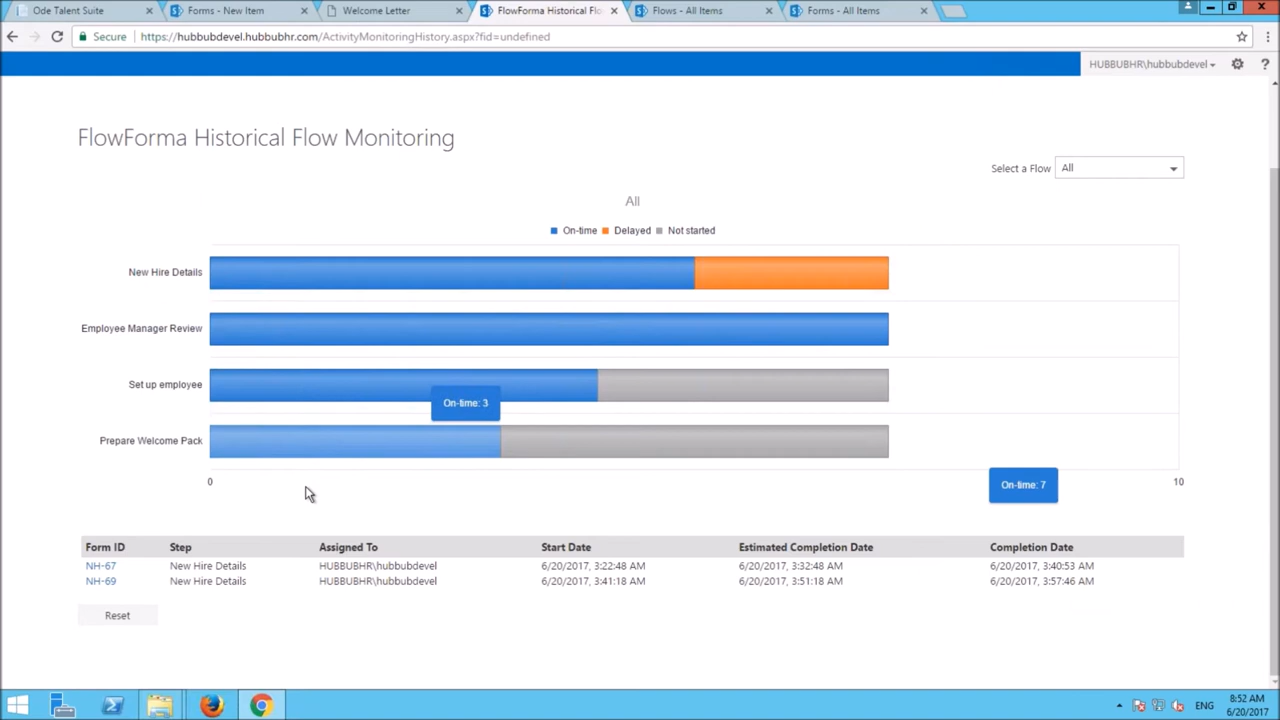 Ode Talent Suite
Forms - New Item
Welcome Letter
FlowForma Historical Flo
Flows - All Items
Forms - All Items
Secure
https://hubbubdevel.hubbubhr.com/ActivityMonitoringHistory.aspx?fid=undefined
HUBBUBHR\hubbubdevel
?
FlowForma Historical Flow Monitoring
Select a Flow All
All
On-time Delayed Not started
New Hire Details
Employee Manager Review
Set up employee
On-time: 3
Prepare Welcome Pack
0
On-time: 7
10
Form ID Step Assigned To Start Date Estimated Completion Date Completion Date
NH-67 New Hire Details HUBBUBHR\hubbubdevel 6/20/2017, 3:22:48 AM 6/20/2017, 3:32:48 AM 6/20/2017, 3:40:53 AM
NH-69 New Hire Details HUBBUBHR\hubbubdevel 6/20/2017, 3:41:18 AM 6/20/2017, 3:51:18 AM 6/20/2017, 3:57:46 AM
Reset
ENG
8:52 AM
6/20/2017